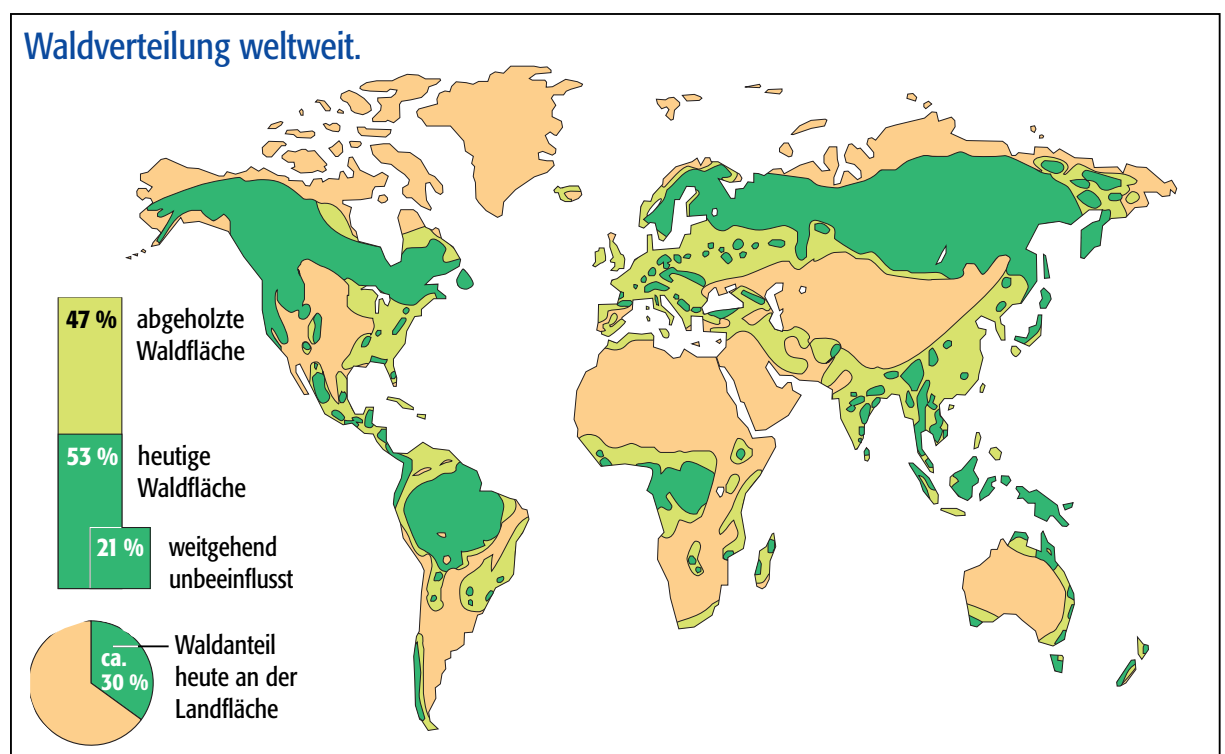 Waldverteilung weltweit.
47 % abgeholzte
Waldfläche
53 % heutige
Waldfläche
21 % weitgehend
unbeeinflusst
ca.
30 %
Waldanteil
heute an der
Landfläche